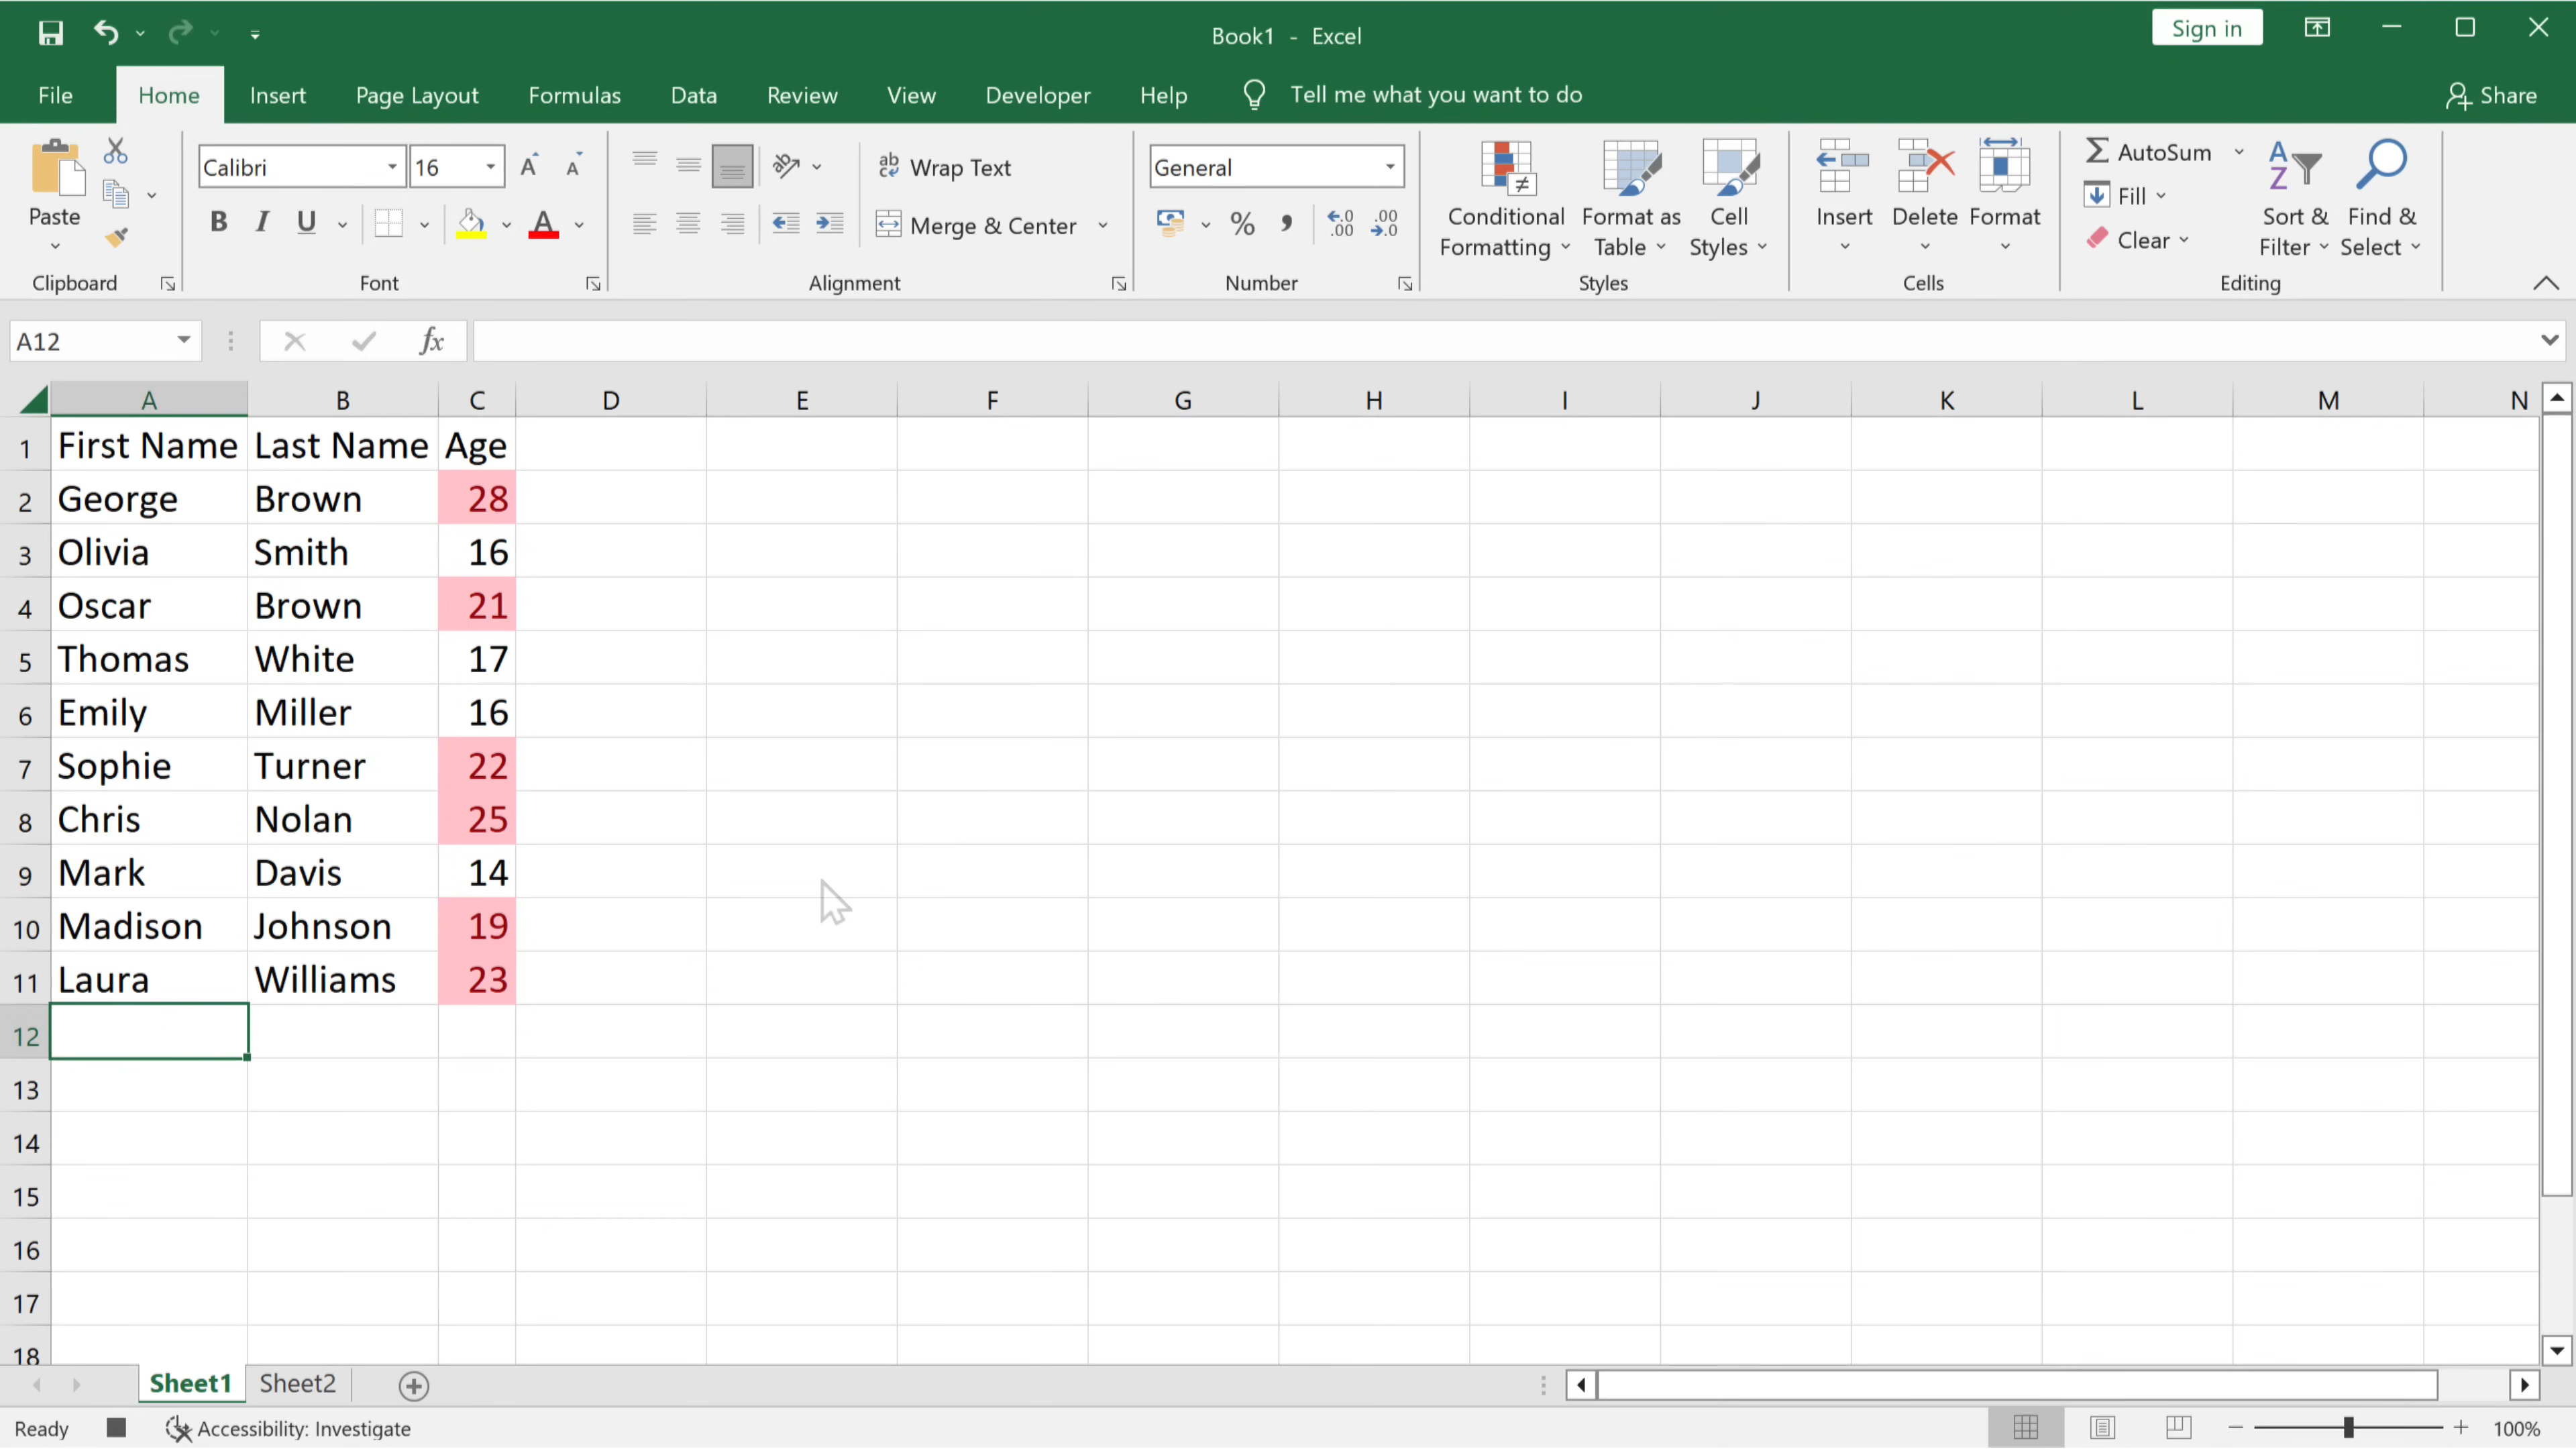 Book1 - Excel
Sign in
File Home Insert Page Layout Formulas Data Review View Developer Help Tell me what you want to do Share
Paste
Calibri 16
B I U A
ab Wrap Text
Merge & Center
General
% , .0 .00 .00 .0
Conditional Formatting
Format as Table
Cell Styles
Insert Delete Format
AutoSum
Fill
Clear
Sort & Filter
Find & Select
Clipboard Font Alignment Number Styles Cells Editing
A12 fx
A B C D E F G H I J K L M N
1 First Name Last Name Age
2 George Brown 28
3 Olivia Smith 16
4 Oscar Brown 21
5 Thomas White 17
6 Emily Miller 16
7 Sophie Turner 22
8 Chris Nolan 25
9 Mark Davis 14
10 Madison Johnson 19
11 Laura Williams 23
12
13
14
15
16
17
18
Sheet1 Sheet2
Ready Accessibility: Investigate 100%